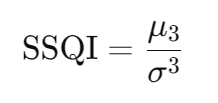 SSQI = μ₃ / σ³